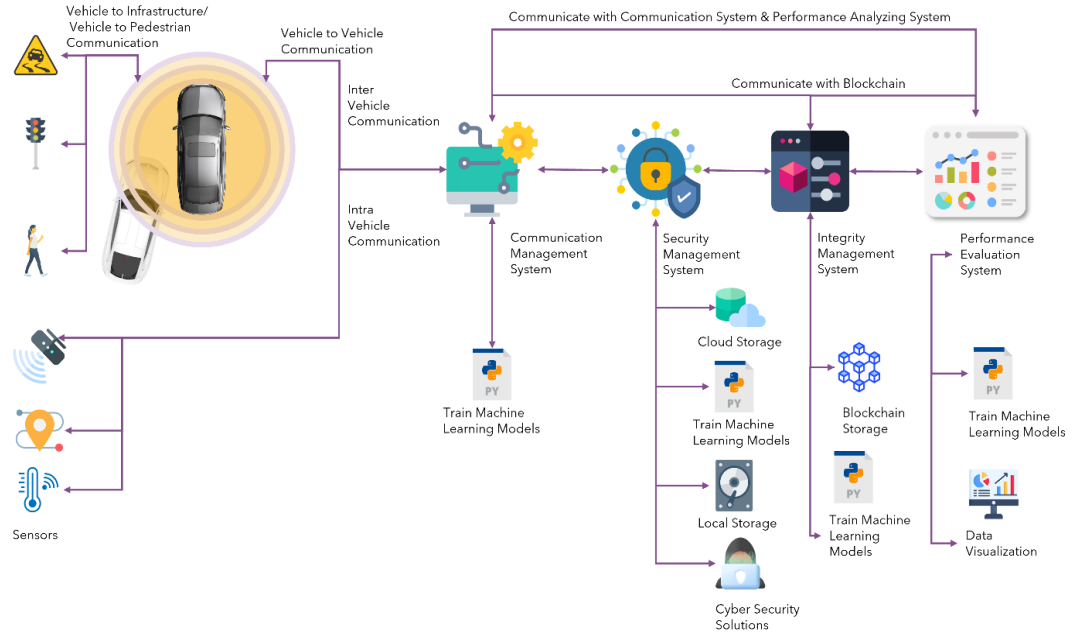 Vehicle to Infrastructure/
Vehicle to Pedestrian
Communication
Vehicle to Vehicle
Communication
Communicate with Communication System & Performance Analyzing System
Communicate with Blockchain
Inter
Vehicle
Communication
Intra
Vehicle
Communication
Communication
Management
System
Security
Management
System
Integrity
Management
System
Performance
Evaluation
System
Cloud Storage
PY
Train Machine
Learning Models
PY
Train Machine
Learning Models
Local Storage
Cyber Security
Solutions
Blockchain
Storage
PY
Train Machine
Learning
Models
PY
Train Machine
Learning Models
Data
Visualization
Sensors